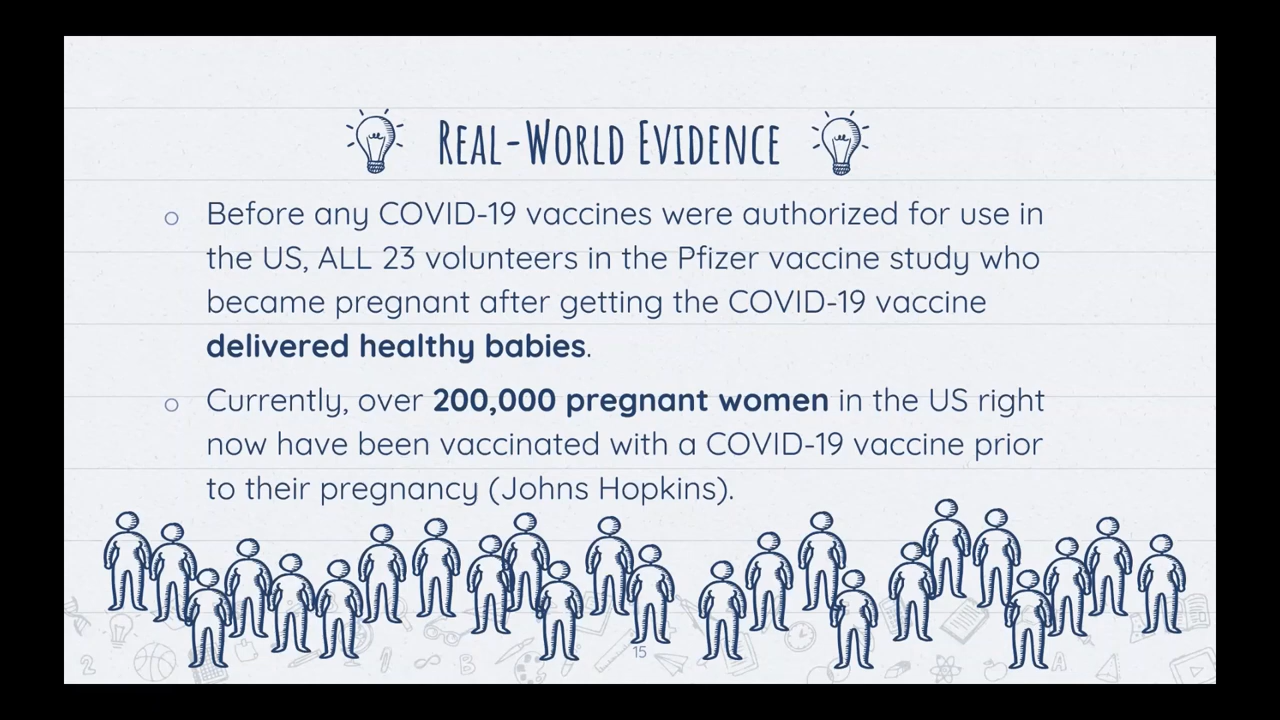 Real-World Evidence
Before any COVID-19 vaccines were authorized for use in
the US, ALL 23 volunteers in the Pfizer vaccine study who
became pregnant after getting the COVID-19 vaccine
delivered healthy babies.
Currently, over 200,000 pregnant women in the US right
now have been vaccinated with a COVID-19 vaccine prior
to their pregnancy (Johns Hopkins).
15